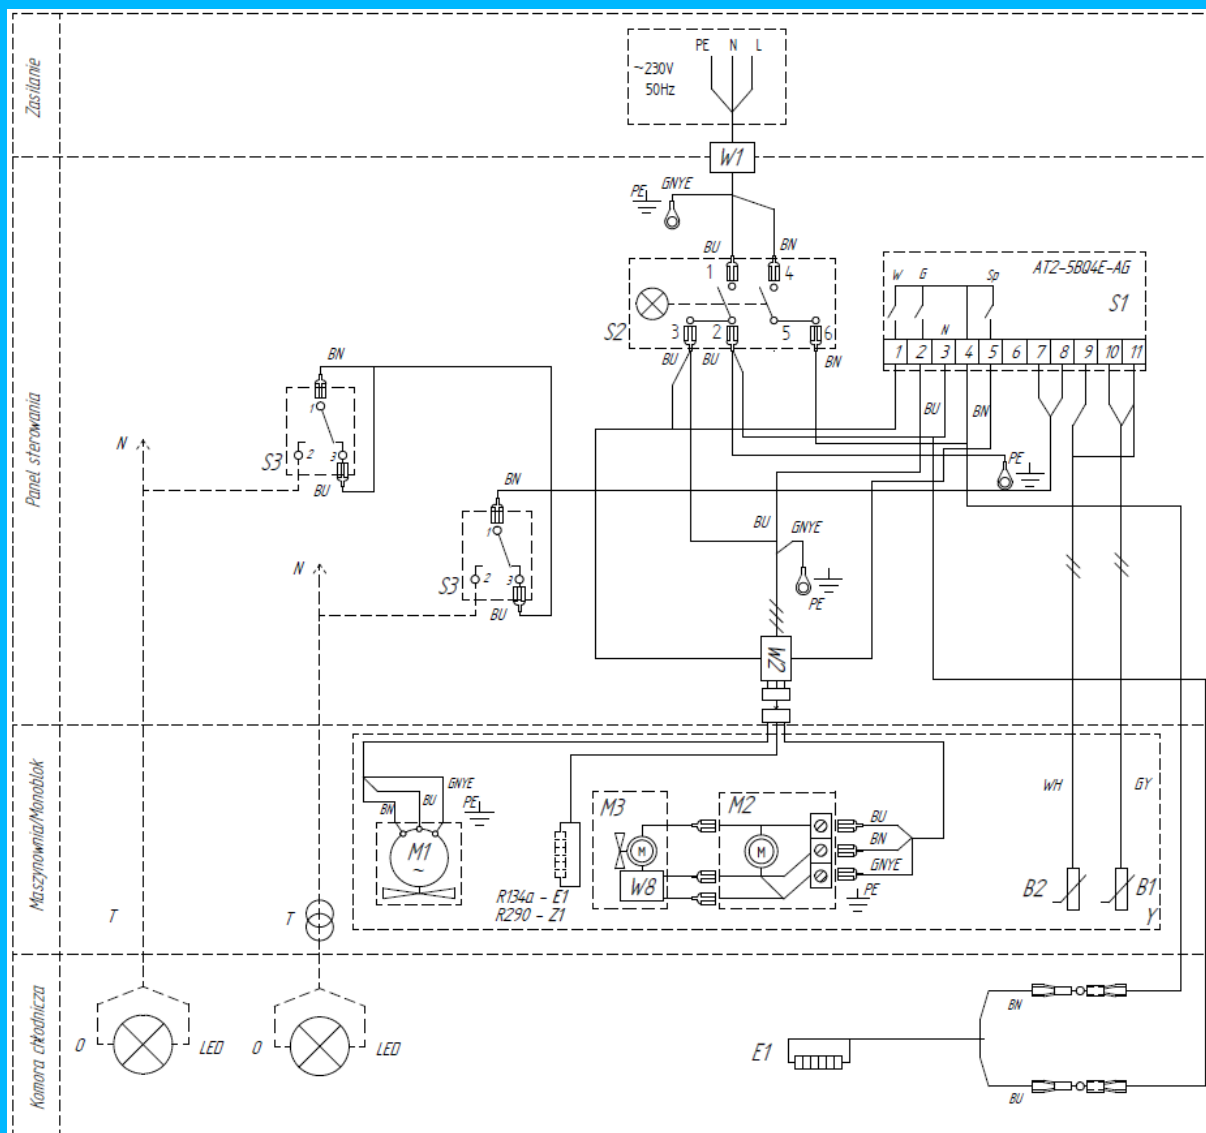 Zasilanie
PE N L
~230V
50Hz
W1
PE
GNYE
BU
BN
1
4
S2
3
2
5
6
BU
BU
BN
AT2-5BQ4E-AG
S1
W
G
Sp
N
1 2 3 4 5 6 7 8 9 10 11
BU
BN
Panel sterowania
BN
N
1
S3
2
3
BU
BN
PE
N
1
S3
2
3
BU
BU
GNYE
PE
W2
Maszynownia/Monoblok
GNYE
BN
BU
PE
M1
~
R134a - E1
R290 - Z1
M3
M
W8
M2
M
BU
BN
GNYE
PE
WH
GY
B2
B1
Y
T
T
Komora chłodnicza
O
LED
O
LED
E1
BN
BU